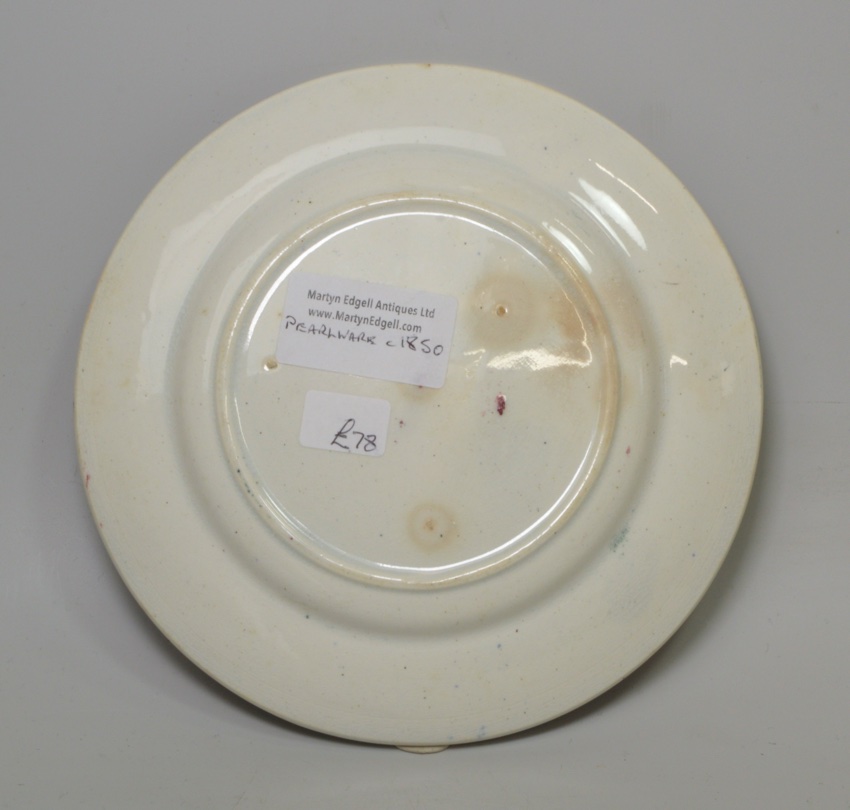 Martyn Edgell Antiques Ltd
www.MartynEdgell.com
PEARLWARE c1850
£78